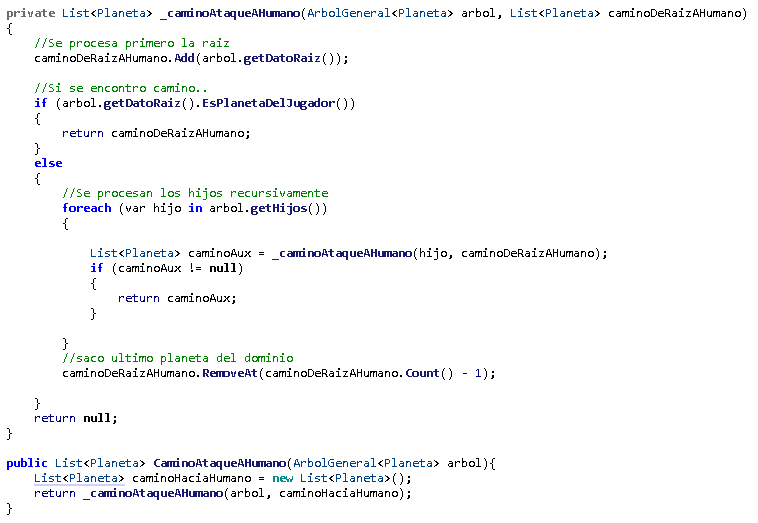 private List<Planeta> _caminoAtaqueAHumano(ArbolGeneral<Planeta> arbol, List<Planeta> caminoDeRaizAHumano)
{
    //Se procesa primero la raiz
    caminoDeRaizAHumano.Add(arbol.getDatoRaiz());

    //Si se encontro camino..
    if (arbol.getDatoRaiz().EsPlanetaDelJugador())
    {
        return caminoDeRaizAHumano;
    }
    else
    {
        //Se procesan los hijos recursivamente
        foreach (var hijo in arbol.getHijos())
        {

            List<Planeta> caminoAux = _caminoAtaqueAHumano(hijo, caminoDeRaizAHumano);
            if (caminoAux != null)
            {
                return caminoAux;
            }

        }
        //saco ultimo planeta del dominio
        caminoDeRaizAHumano.RemoveAt(caminoDeRaizAHumano.Count() - 1);

    }
    return null;
}

public List<Planeta> CaminoAtaqueAHumano(ArbolGeneral<Planeta> arbol){
    List<Planeta> caminoHaciaHumano = new List<Planeta>();
    return _caminoAtaqueAHumano(arbol, caminoHaciaHumano);
}